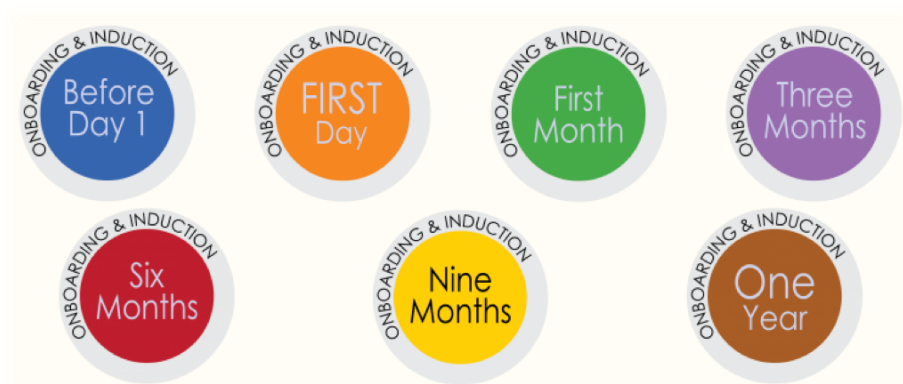 ONBOARDING & INDUCTION
Before
Day 1
ONBOARDING & INDUCTION
FIRST
Day
ONBOARDING & INDUCTION
First
Month
ONBOARDING & INDUCTION
Three
Months
ONBOARDING & INDUCTION
Six
Months
ONBOARDING & INDUCTION
Nine
Months
ONBOARDING & INDUCTION
One
Year